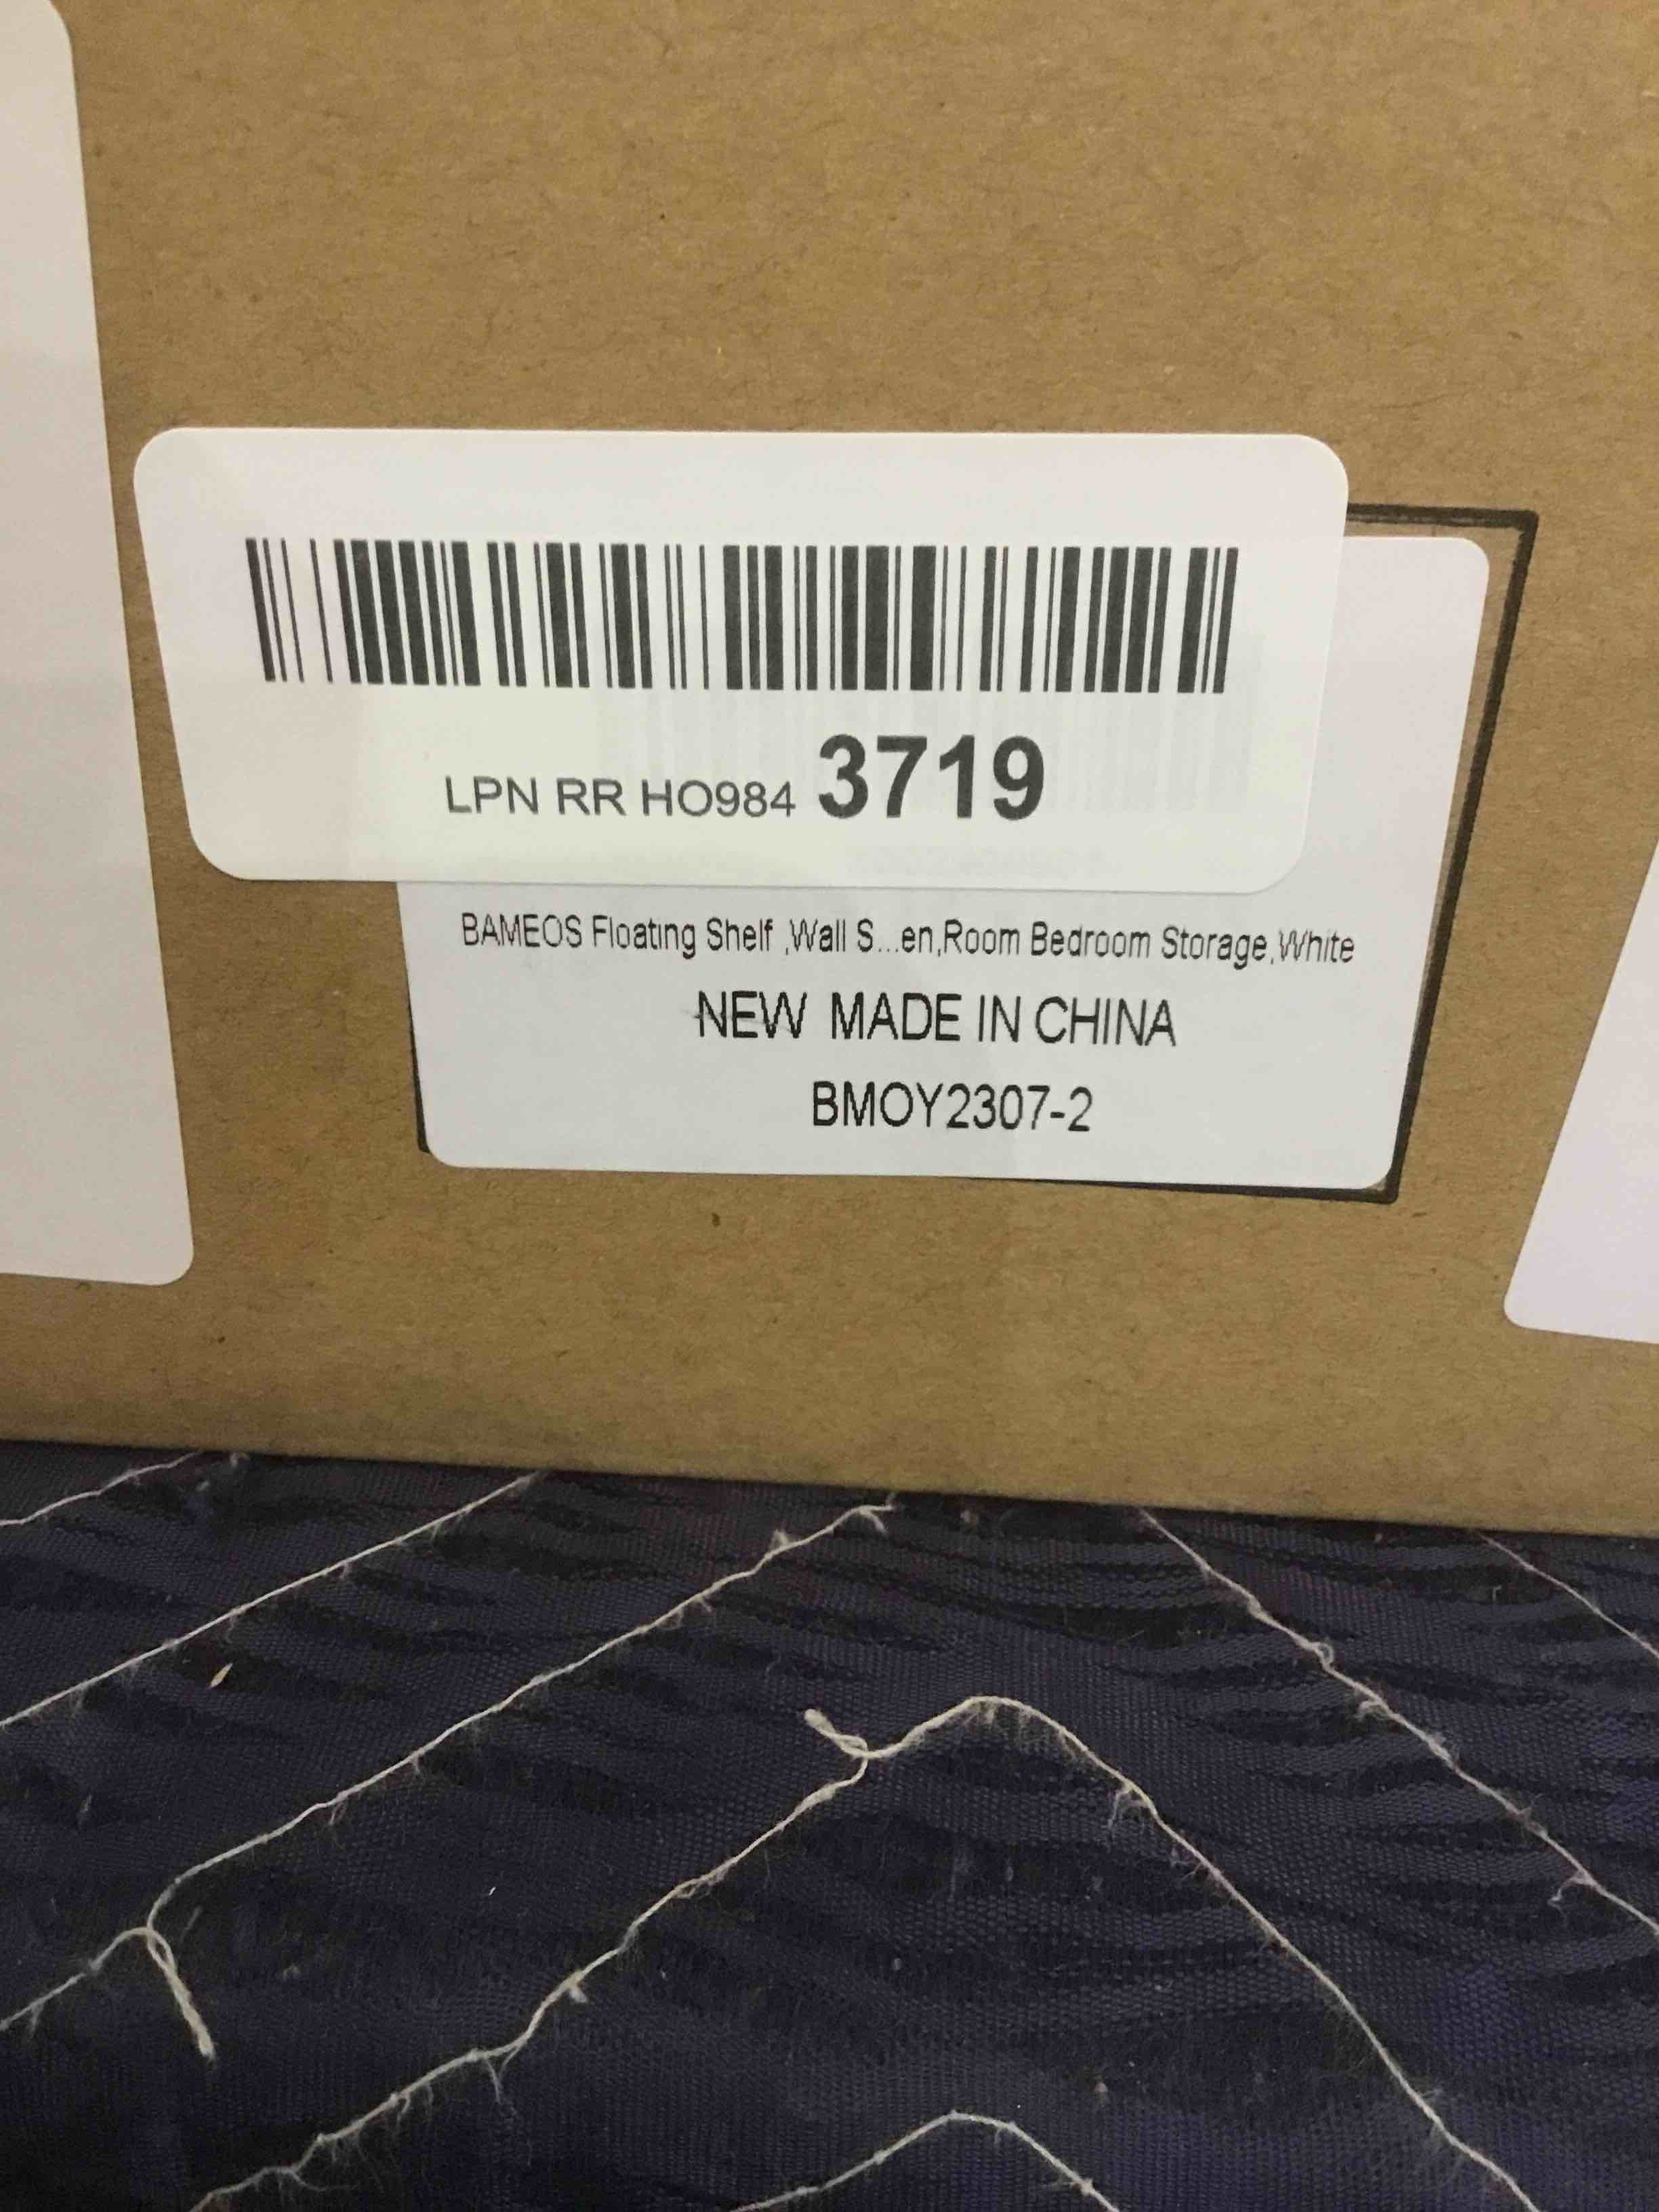 LPN RR HO984 3719
BAMEOS Floating Shelf ,Wall S...en,Room Bedroom Storage,White
NEW MADE IN CHINA
BMOY2307-2